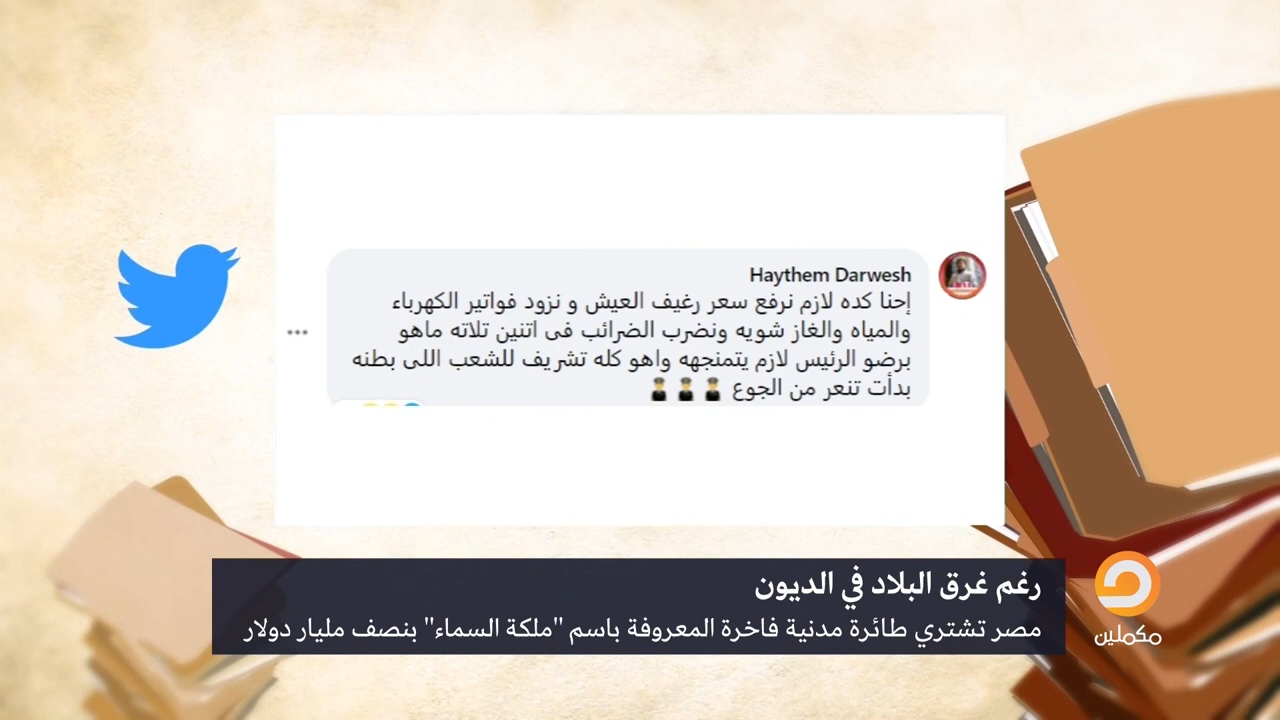 Haythem Darwesh
إحنا كده لازم نرفع سعر رغيف العيش و نزود فواتير الكهرباء
والمياه والغاز شويه ونضرب الضرائب فى اتنين تلاته ماهو
برضو الرئيس لازم يتمنجهه واهو كله تشريف للشعب اللى بطنه
بدأت تنعر من الجوع
رغم غرق البلاد في الديون
مصر تشتري طائرة مدنية فاخرة المعروفة باسم "ملكة السماء" بنصف مليار دولار
مكملين